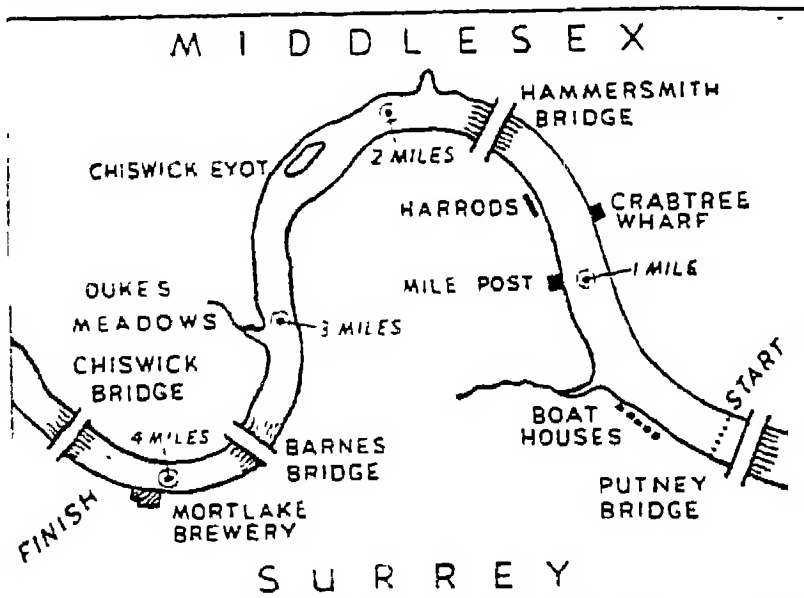 MIDDLESEX
HAMMERSMITH
BRIDGE
2 MILES
CHISWICK EYOT
HARRODS
CRABTREE
WHARF
MILE POST
1 MILE
DUKES
MEADOWS
3 MILES
CHISWICK
BRIDGE
4 MILES
BARNES
BRIDGE
BOAT
HOUSES
START
PUTNEY
BRIDGE
FINISH
MORTLAKE
BREWERY
SURREY